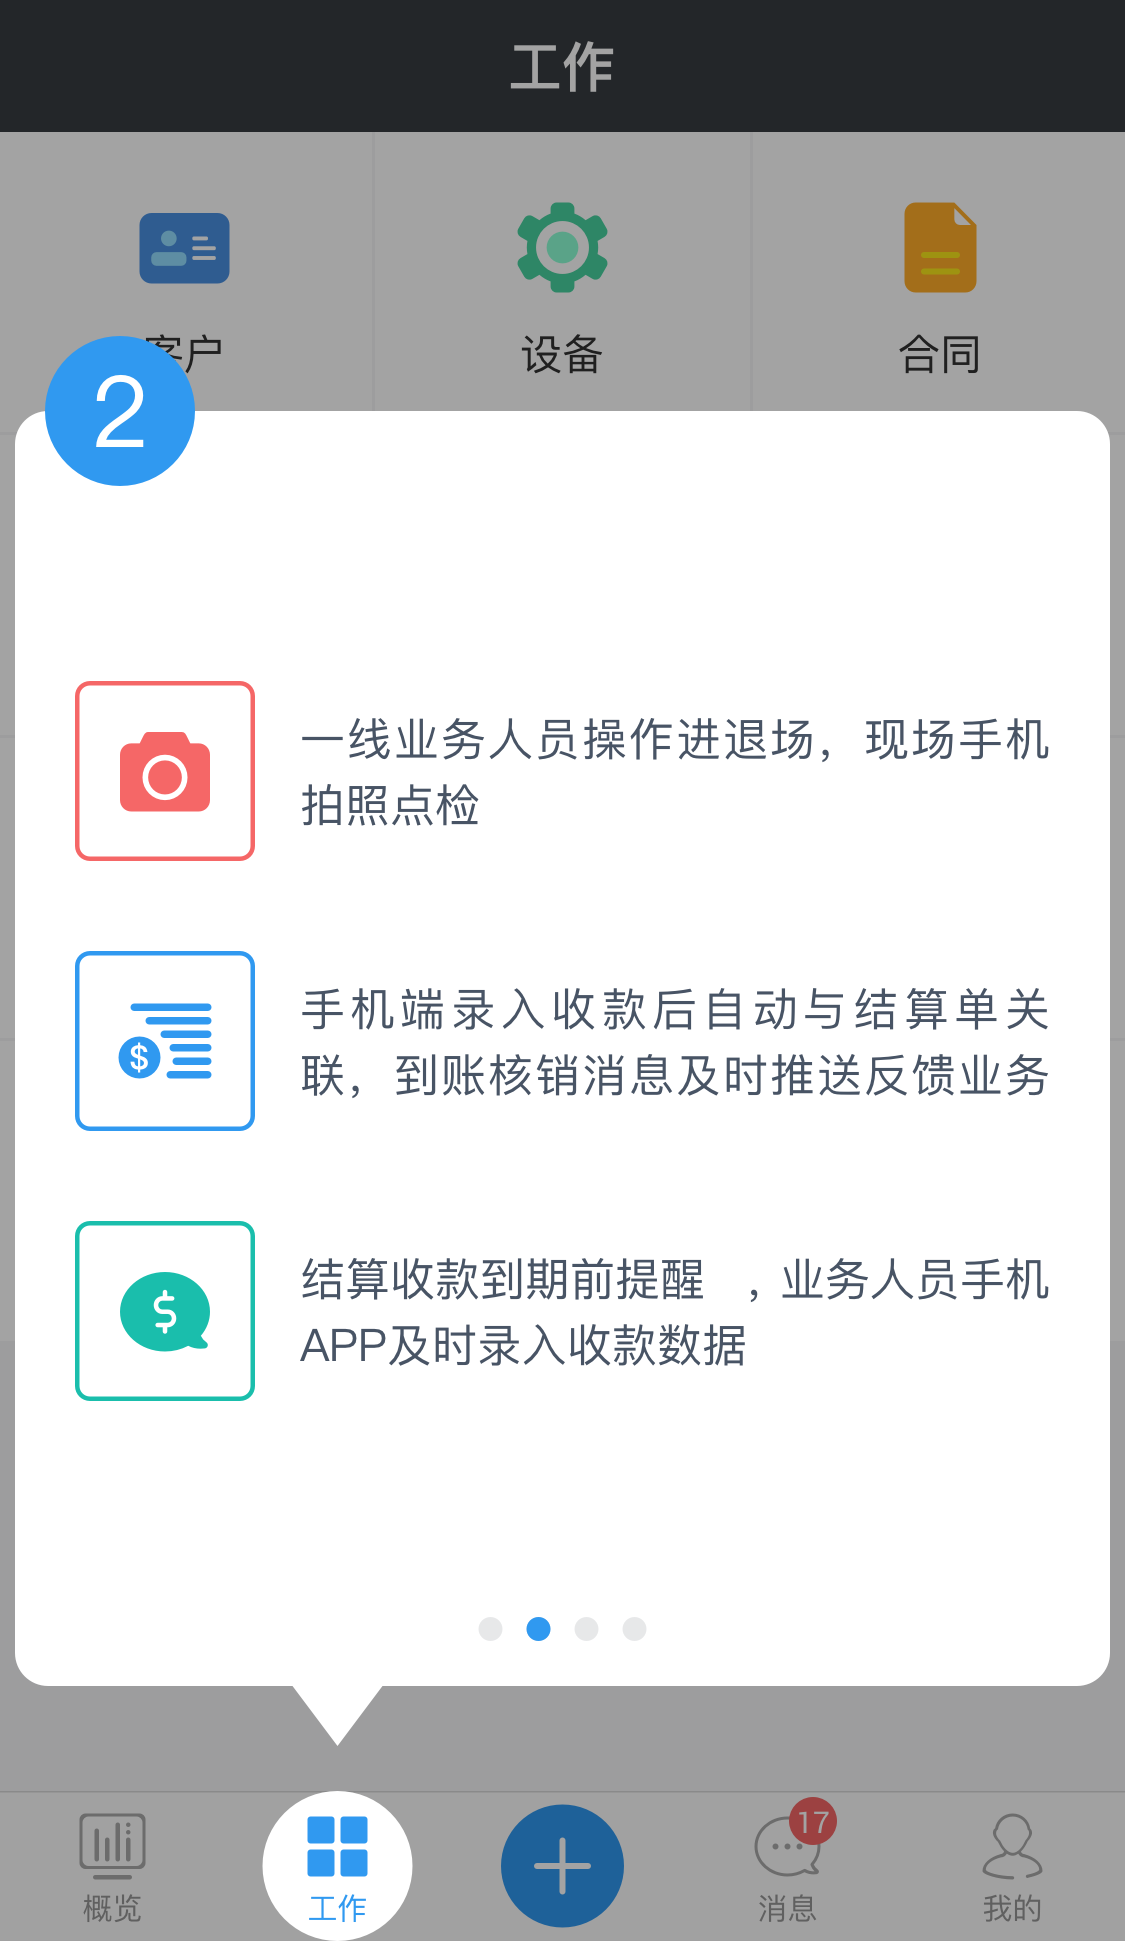 工作
客户
设备
合同
2
一线业务人员操作进退场，现场手机
拍照点检
$
手机端录入收款后自动与结算单关
联，到账核销消息及时推送反馈业务
$
结算收款到期前提醒 ，业务人员手机
APP及时录入收款数据
17
概览
工作
消息
我的